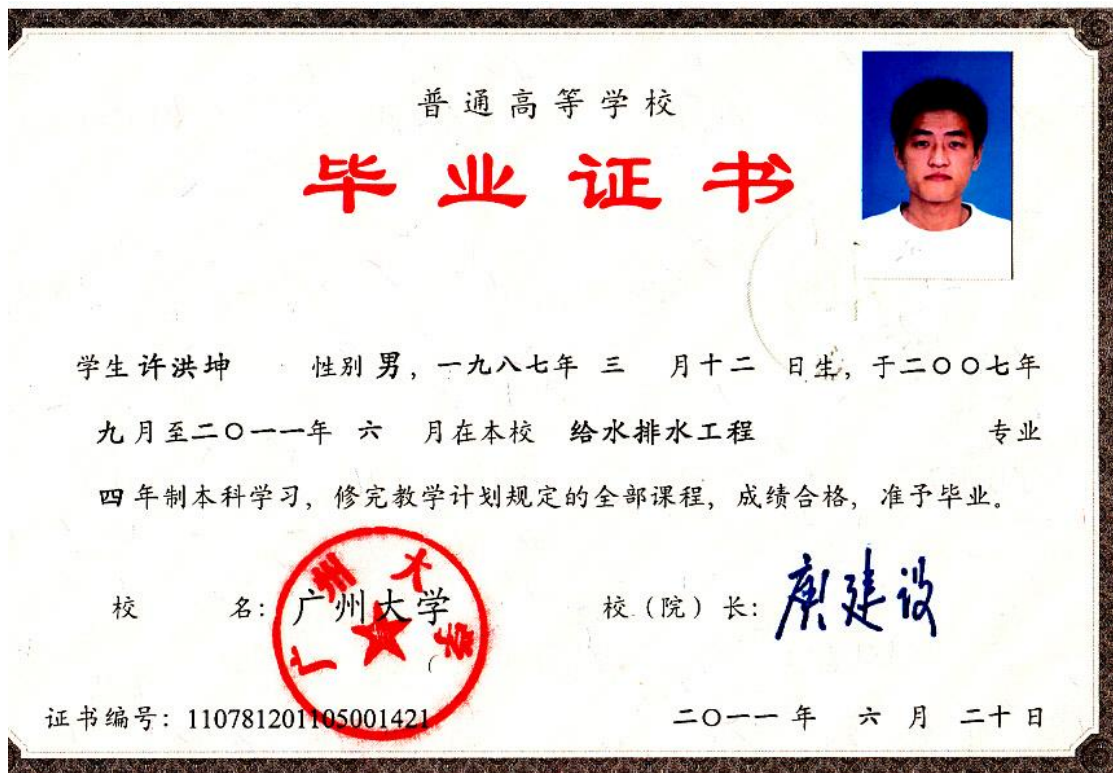 普通高等学校
毕业证书
学生许洪坤 性别男，一九八七年 三 月十二 日生，于二〇〇七年
九月至二〇一一年 六 月在本校 给水排水工程 专业
四年制本科学习，修完教学计划规定的全部课程，成绩合格，准予毕业。
校 名：广州大学 校（院）长：庾建设
广州大学
证书编号：110781201105001421 二〇一一年 六 月 二十 日